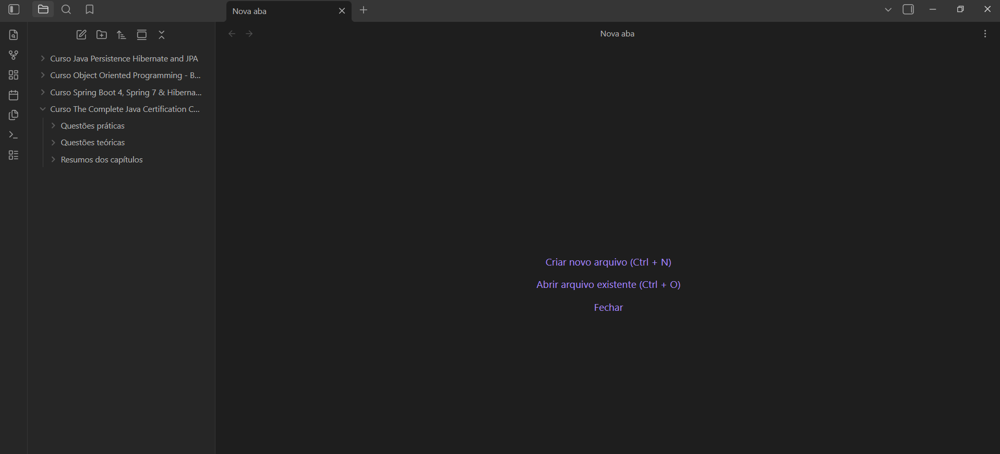 Nova aba
Nova aba
Curso Java Persistence Hibernate and JPA
Curso Object Oriented Programming - B...
Curso Spring Boot 4, Spring 7 & Hiberna...
Curso The Complete Java Certification C...
Questões práticas
Questões teóricas
Resumos dos capítulos
Criar novo arquivo (Ctrl + N)
Abrir arquivo existente (Ctrl + O)
Fechar